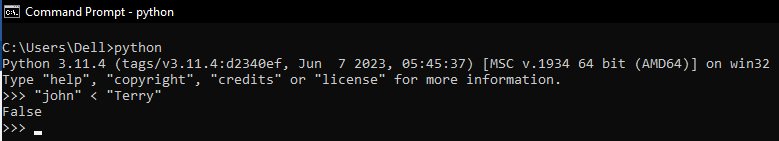 Command Prompt - python
C:\Users\Dell>python
Python 3.11.4 (tags/v3.11.4:d2340ef, Jun  7 2023, 05:45:37) [MSC v.1934 64 bit (AMD64)] on win32
Type "help", "copyright", "credits" or "license" for more information.
>>> "john" < "Terry"
False
>>>